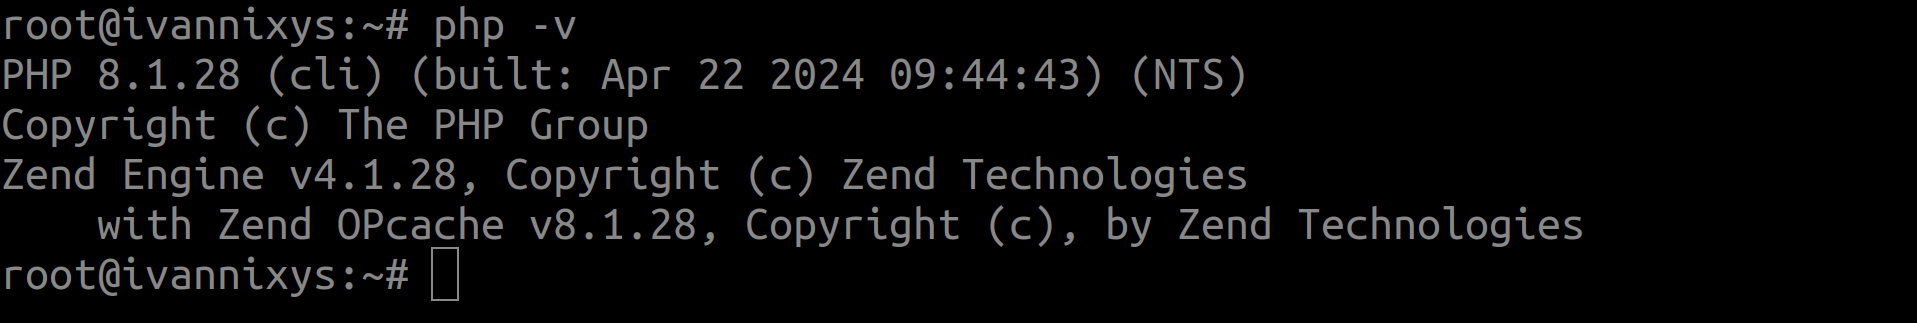 root@ivannixys:~# php -v
PHP 8.1.28 (cli) (built: Apr 22 2024 09:44:43) (NTS)
Copyright (c) The PHP Group
Zend Engine v4.1.28, Copyright (c) Zend Technologies
    with Zend OPcache v8.1.28, Copyright (c), by Zend Technologies
root@ivannixys:~#